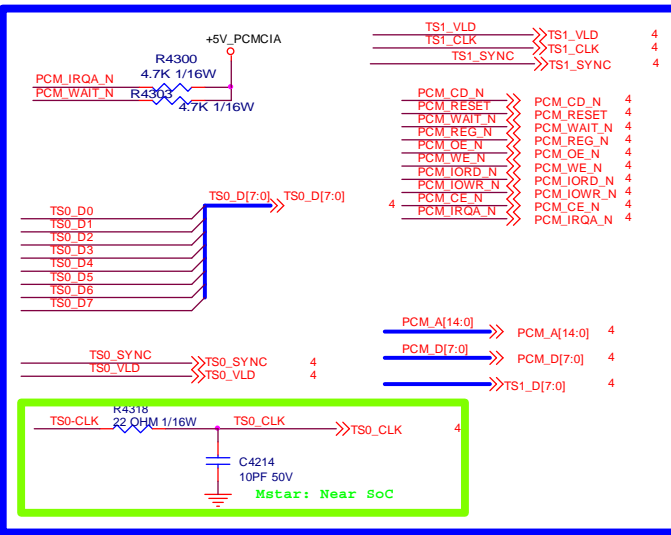 +5V_PCMCIA
R4300
4.7K 1/16W
PCM_IRQA_N
PCM_WAIT_N
R4303
4.7K 1/16W
TS1_VLD TS1_VLD 4
TS1_CLK TS1_CLK 4
TS1_SYNC TS1_SYNC 4
PCM_CD_N PCM_CD_N 4
PCM_RESET PCM_RESET 4
PCM_WAIT_N PCM_WAIT_N 4
PCM_REG_N PCM_REG_N 4
PCM_OE_N PCM_OE_N 4
PCM_WE_N PCM_WE_N 4
PCM_IORD_N PCM_IORD_N 4
PCM_IOWR_N PCM_IOWR_N 4
4 PCM_CE_N PCM_CE_N 4
PCM_IRQA_N PCM_IRQA_N 4
TS0_D[7:0] TS0_D[7:0]
TS0_D0
TS0_D1
TS0_D2
TS0_D3
TS0_D4
TS0_D5
TS0_D6
TS0_D7
PCM_A[14:0] PCM_A[14:0] 4
PCM_D[7:0] PCM_D[7:0] 4
TS1_D[7:0] 4
TS0_SYNC TS0_SYNC 4
TS0_VLD TS0_VLD 4
R4318
TS0-CLK 22 OHM 1/16W TS0_CLK TS0_CLK 4
C4214
10PF 50V
Mstar: Near SoC